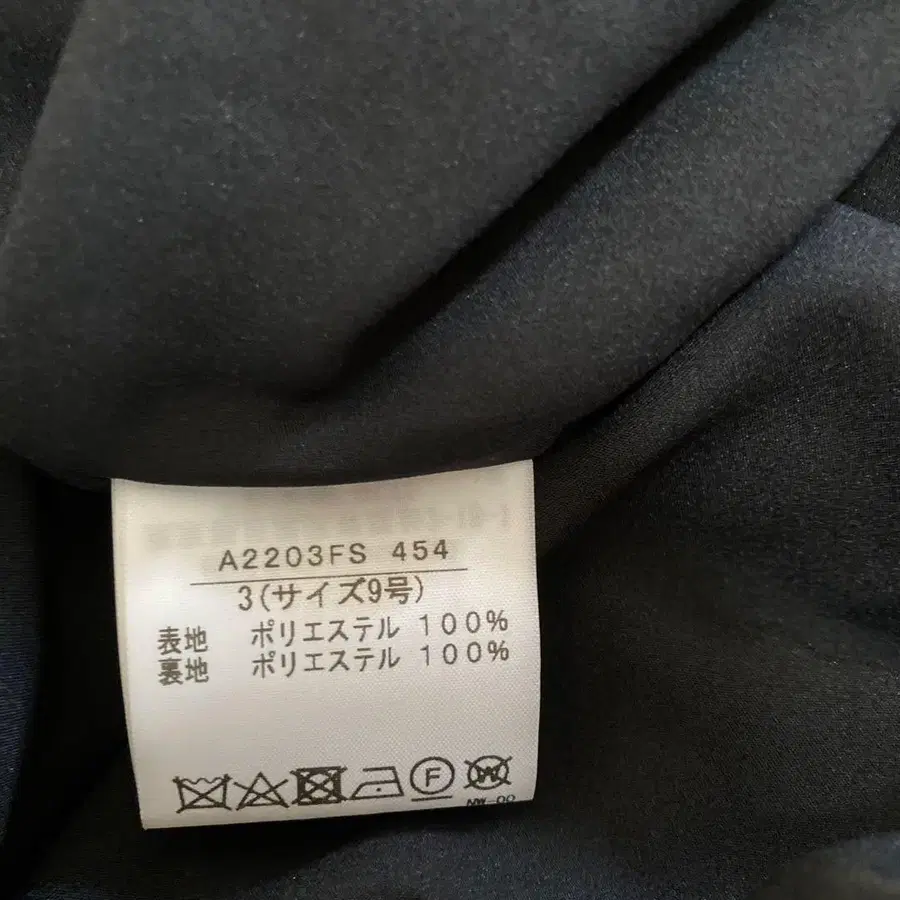 A2203FS 454
3(サイズ9号)
表地 ポリエステル 100%
裏地 ポリエステル 100%
F W